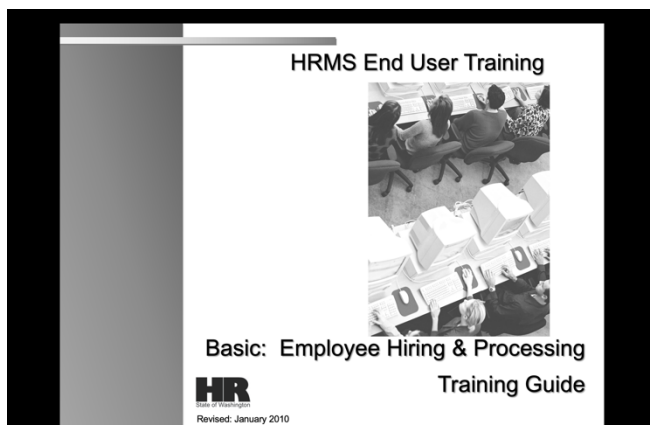 HRMS End User Training
Basic: Employee Hiring & Processing
Training Guide
HR
State of Washington
Revised: January 2010